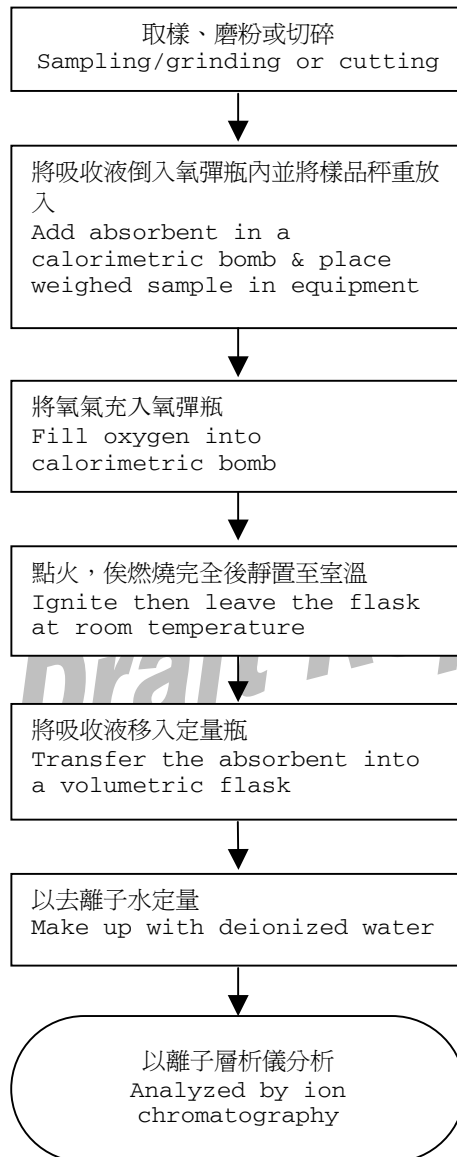 取樣、磨粉或切碎
Sampling/grinding or cutting
將吸收液倒入氧彈瓶內並將樣品秤重放
入
Add absorbent in a
calorimetric bomb & place
weighed sample in equipment
將氧氣充入氧彈瓶
Fill oxygen into
calorimetric bomb
點火，俟燃燒完全後靜置至室溫
Ignite then leave the flask
at room temperature
Draft
將吸收液移入定量瓶
Transfer the absorbent into
a volumetric flask
以去離子水定量
Make up with deionized water
以離子層析儀分析
Analyzed by ion
chromatography